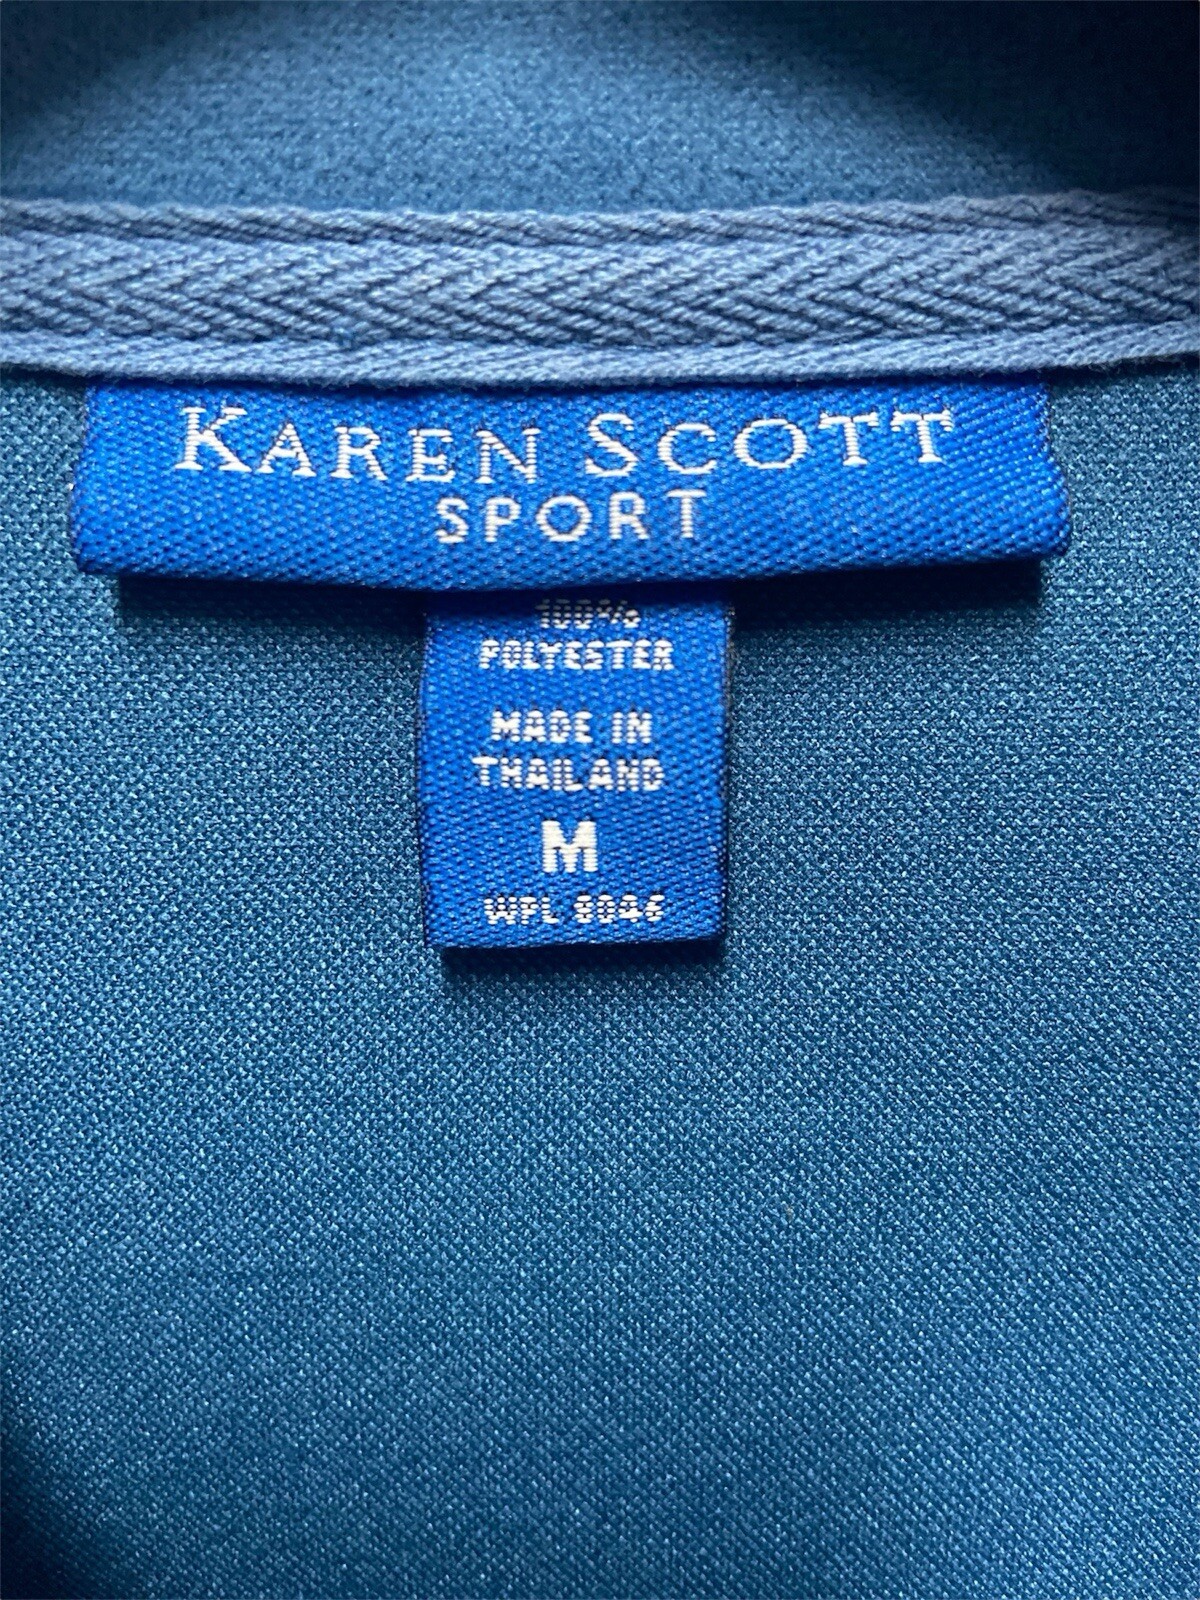 KAREN SCOTT
SPORT
100%
POLYESTER
MADE IN
THAILAND
M
WPL 8046